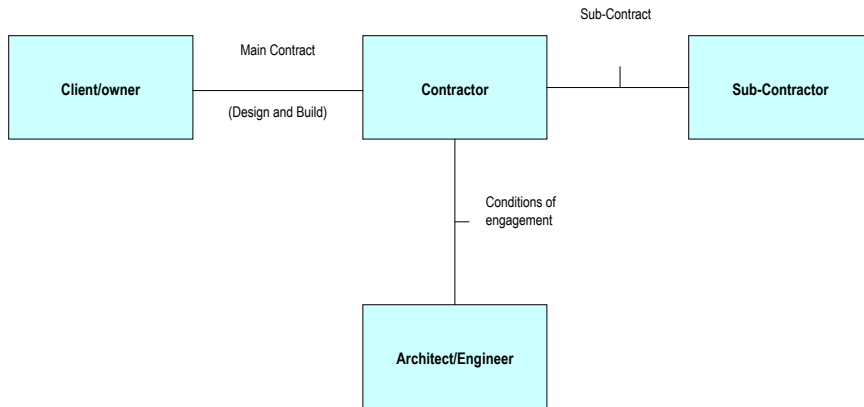 Sub-Contract
Main Contract
Client/owner
Contractor
Sub-Contractor
(Design and Build)
Conditions of
engagement
Architect/Engineer